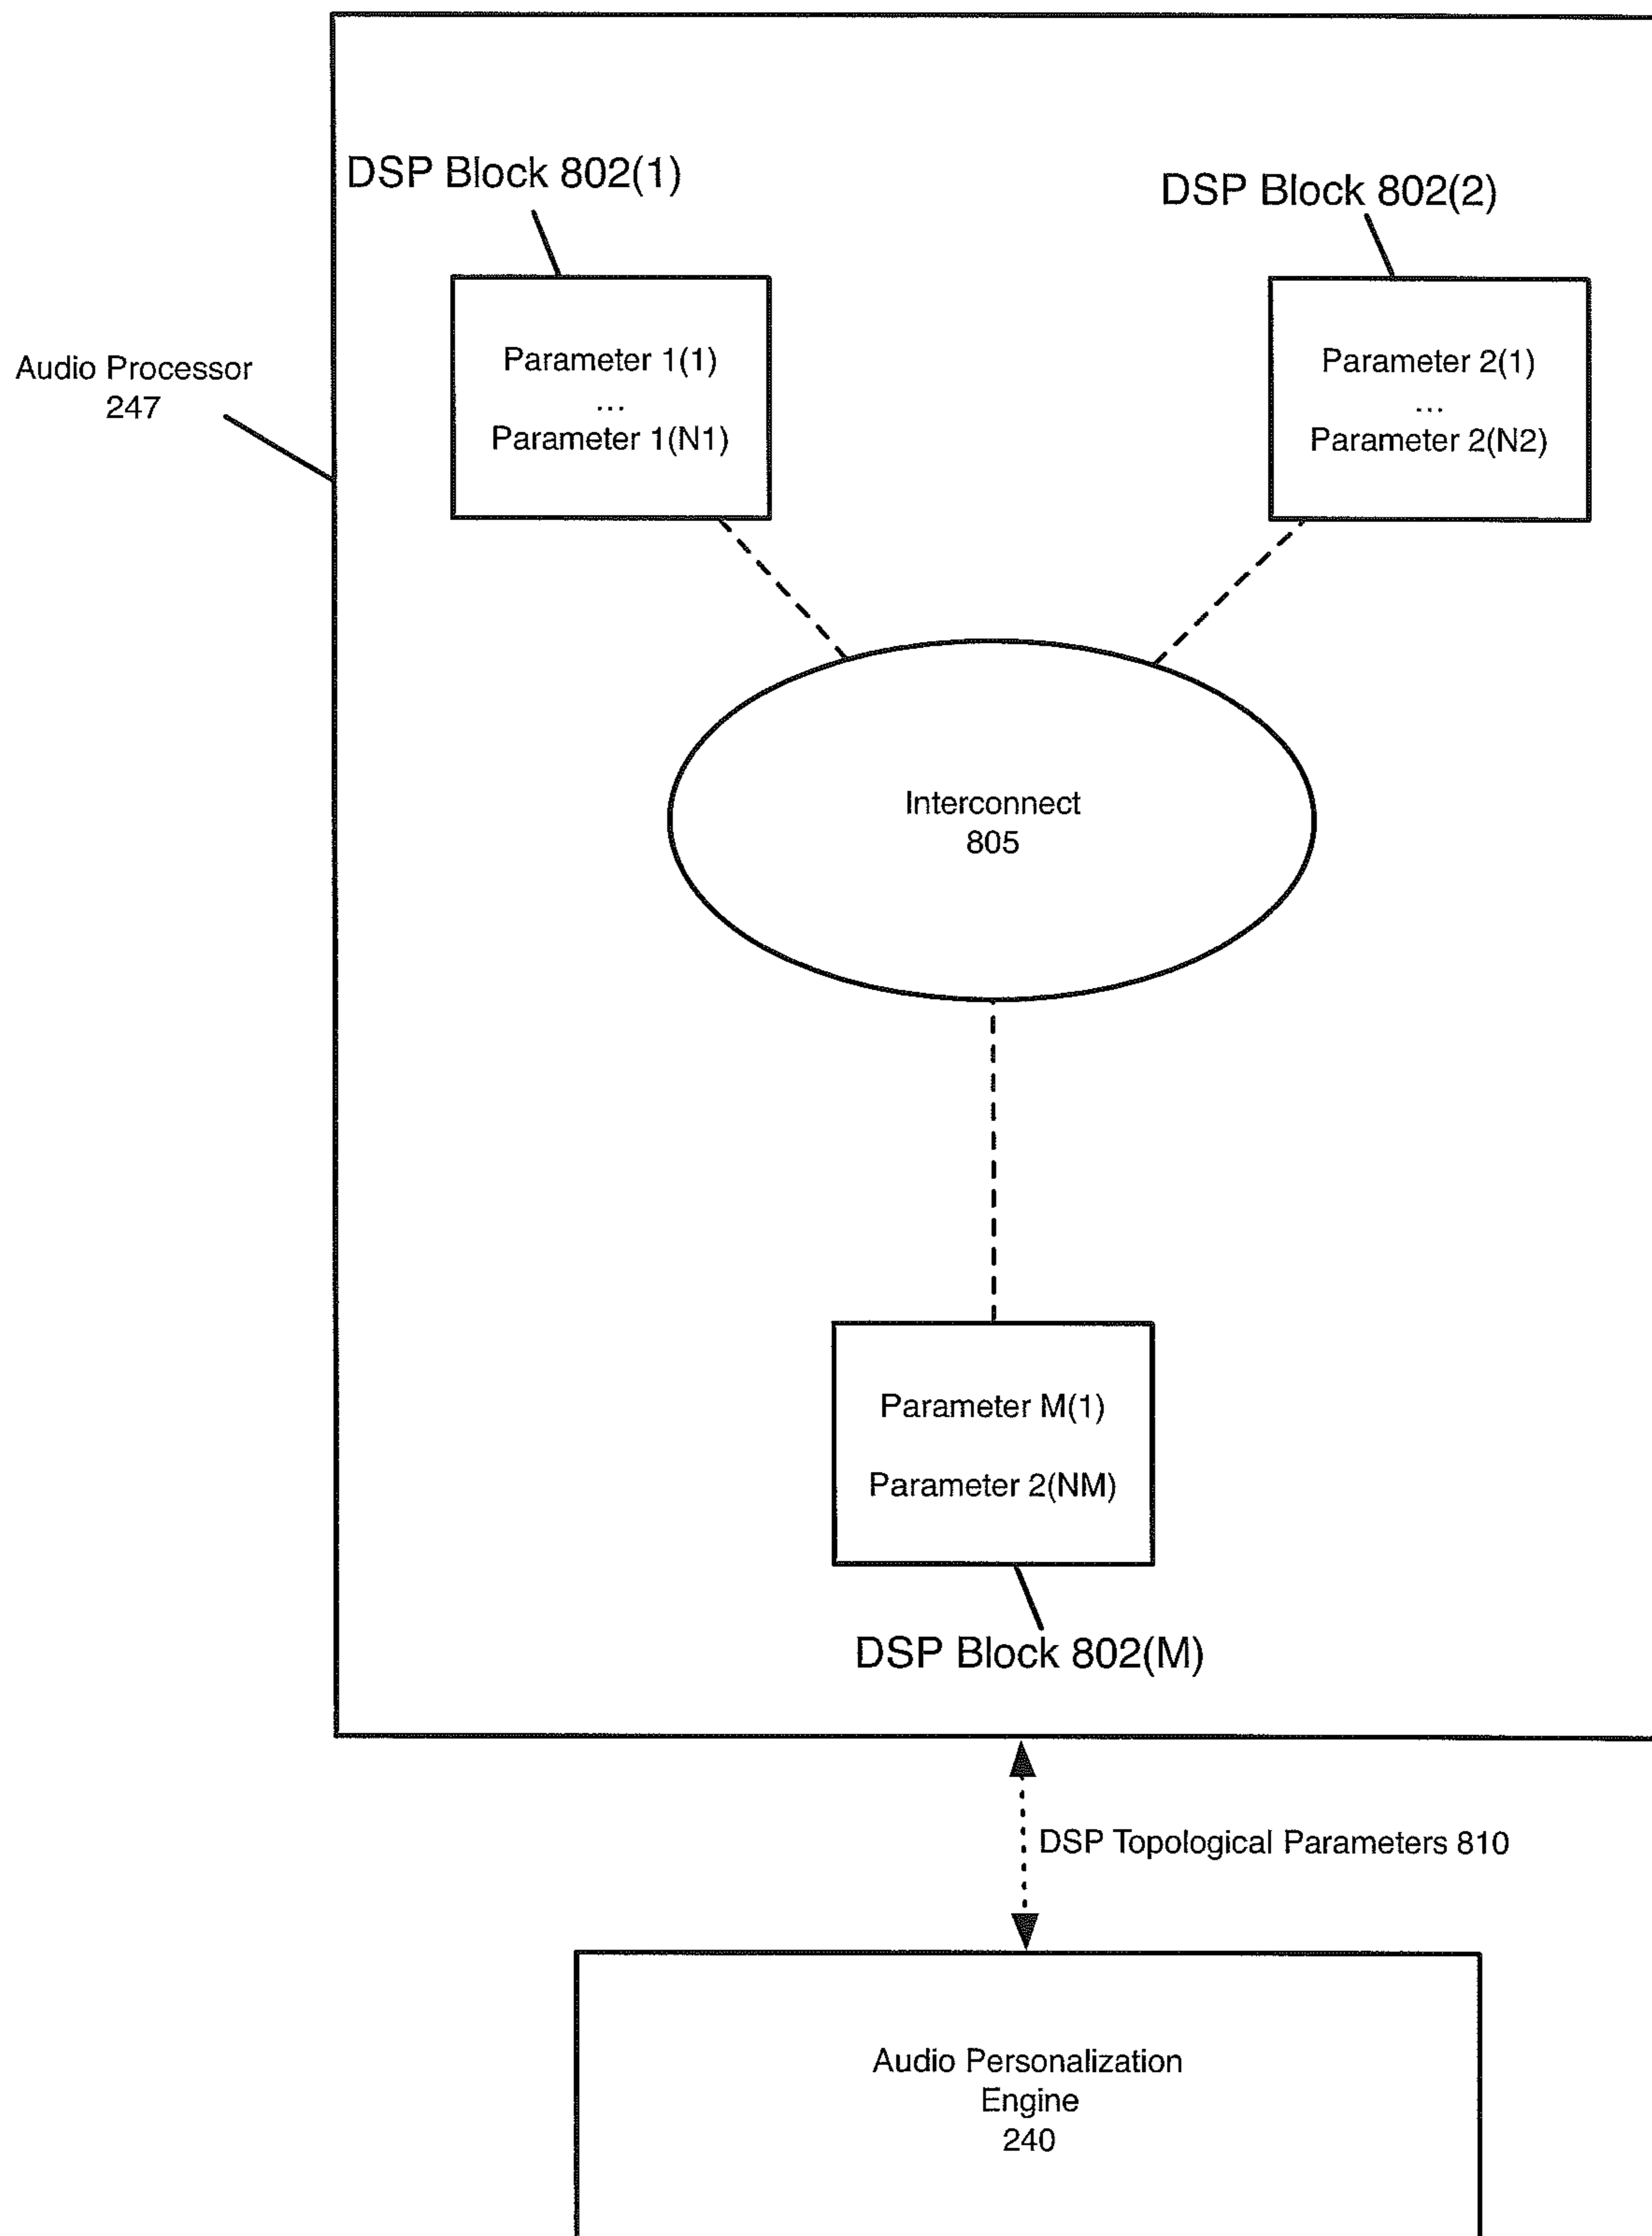 DSP Block 802(1)
DSP Block 802(2)
Audio Processor
247
Parameter 1(1)
...
Parameter 1(N1)
Parameter 2(1)
...
Parameter 2(N2)
Interconnect
805
Parameter M(1)
Parameter 2(NM)
DSP Block 802(M)
DSP Topological Parameters 810
Audio Personalization
Engine
240